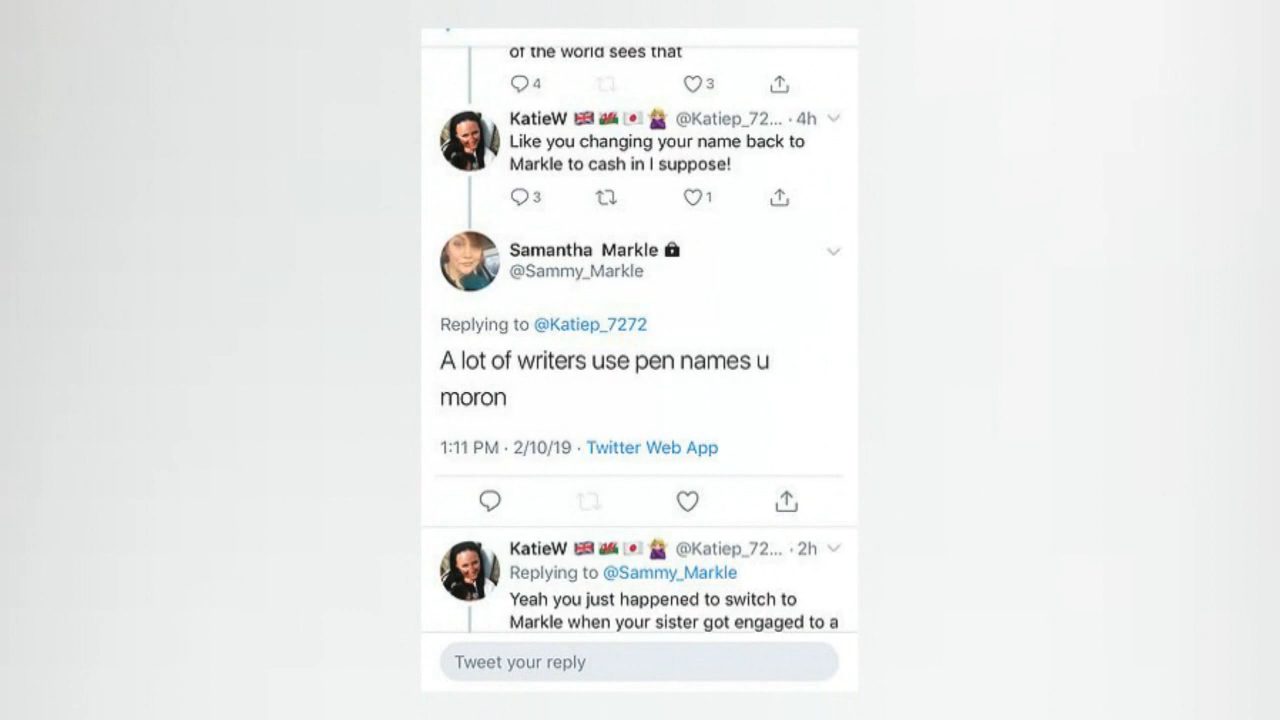 of the world sees that
4 3
KatieW 🇬🇧 🏴󠁧󠁢󠁷󠁬󠁳󠁿 🇯🇵 🤷‍♀️ @Katiep_72... · 4h
Like you changing your name back to
Markle to cash in I suppose!
3 1
Samantha Markle 🔒
@Sammy_Markle
Replying to @Katiep_7272
A lot of writers use pen names u
moron
1:11 PM · 2/10/19 · Twitter Web App
KatieW 🇬🇧 🏴󠁧󠁢󠁷󠁬󠁳󠁿 🇯🇵 🤷‍♀️ @Katiep_72... · 2h
Replying to @Sammy_Markle
Yeah you just happened to switch to
Markle when your sister got engaged to a
Tweet your reply